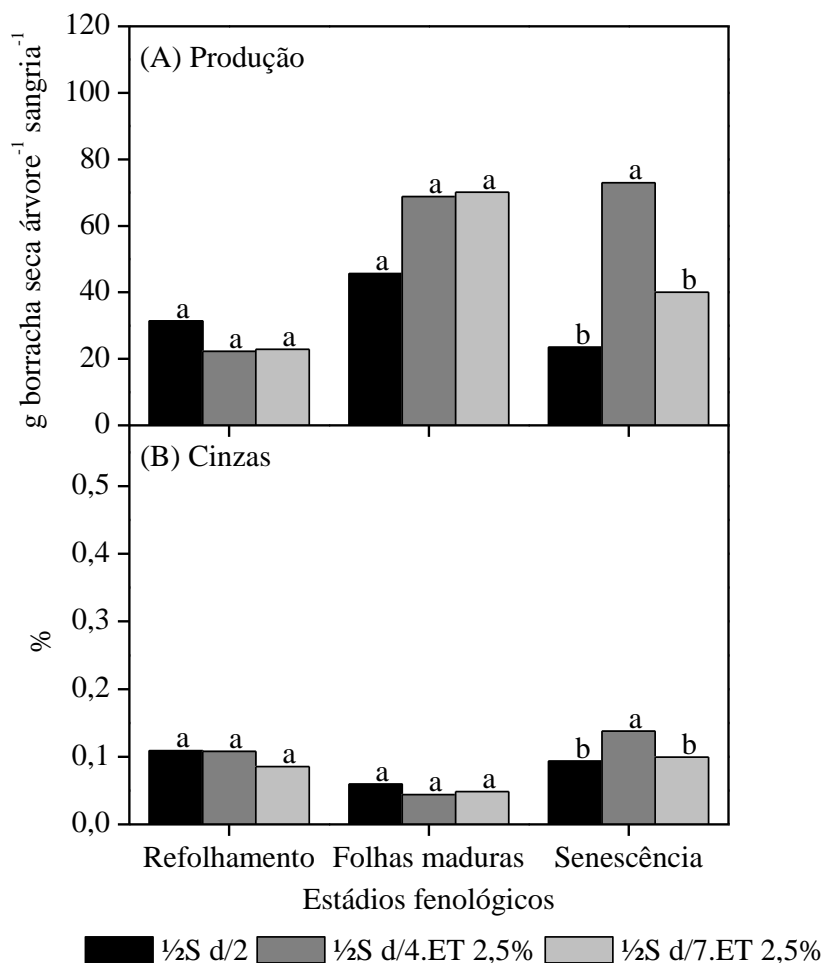 (A) Produção
g borracha seca árvore⁻¹ sangria⁻¹
120
100
80
60
40
20
0
a
a
a
a
a
a
b
a
b
(B) Cinzas
%
0,5
0,4
0,3
0,2
0,1
0,0
a
a
a
a
a
a
b
a
b
Refolhamento Folhas maduras Senescência
Estádios fenológicos
½S d/2 ½S d/4.ET 2,5% ½S d/7.ET 2,5%